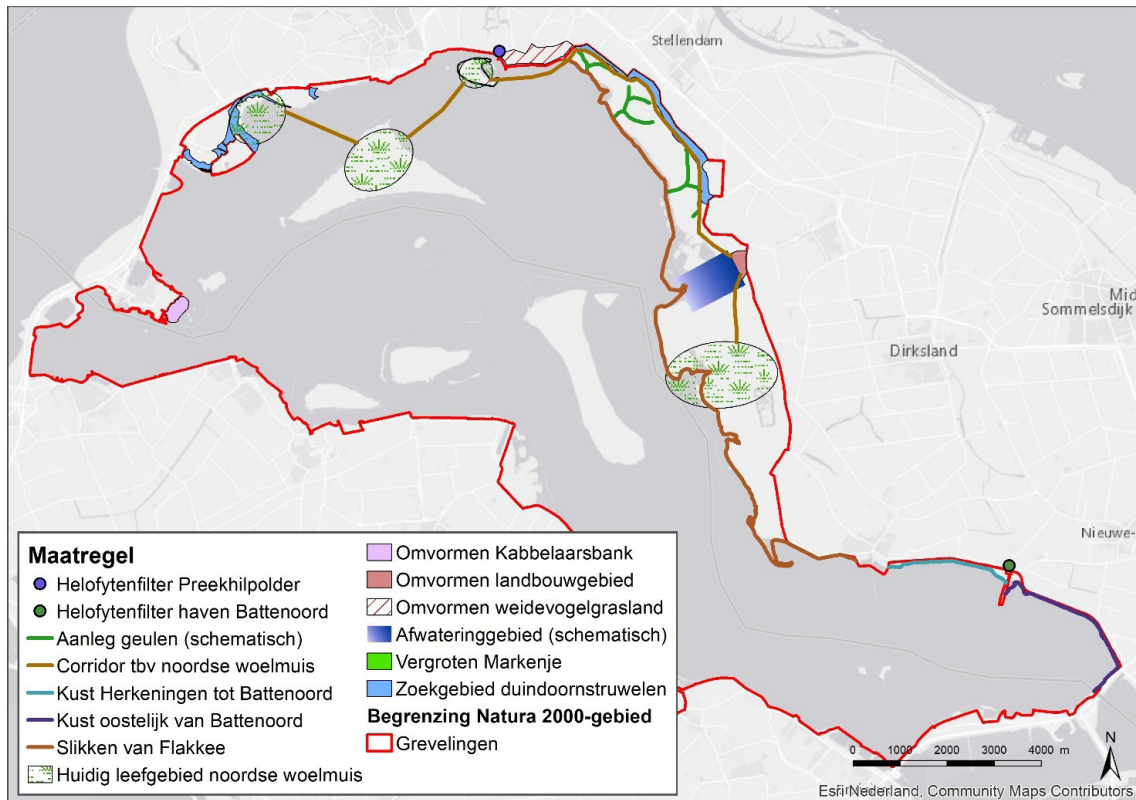 Stellendam
Mid
Sommelsdijk
Dirksland
Nieuwe-
Maatregel
Helofytenfilter Preekhilpolder
Helofytenfilter haven Battenoord
Aanleg geulen (schematisch)
Corridor tbv noordse woelmuis
Kust Herkeningen tot Battenoord
Kust oostelijk van Battenoord
Slikken van Flakkee
Huidig leefgebied noordse woelmuis
Omvormen Kabbelaarsbank
Omvormen landbouwgebied
Omvormen weidevogelgrasland
Afwateringgebied (schematisch)
Vergroten Markenje
Zoekgebied duindoornstruwelen
Begrenzing Natura 2000-gebied
Grevelingen
0 1000 2000 3000 4000 m
N
Esri Nederland, Community Maps Contributors